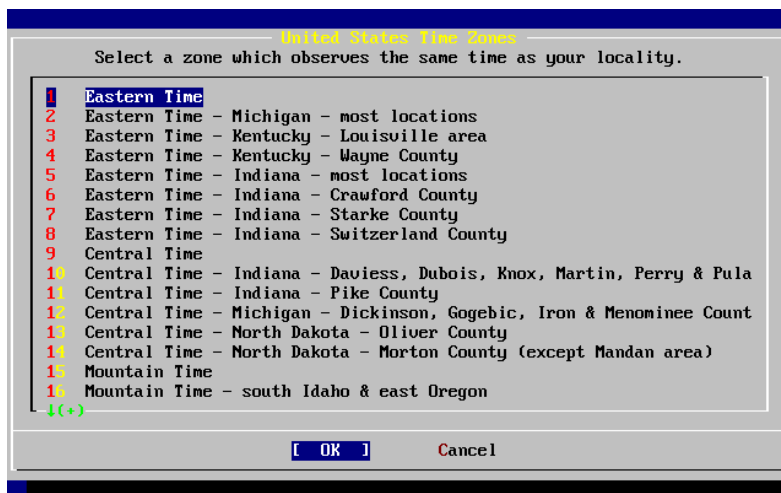 United States Time Zones
Select a zone which observes the same time as your locality.
1 Eastern Time
2 Eastern Time - Michigan - most locations
3 Eastern Time - Kentucky - Louisville area
4 Eastern Time - Kentucky - Wayne County
5 Eastern Time - Indiana - most locations
6 Eastern Time - Indiana - Crawford County
7 Eastern Time - Indiana - Starke County
8 Eastern Time - Indiana - Switzerland County
9 Central Time
10 Central Time - Indiana - Daviess, Dubois, Knox, Martin, Perry & Pula
11 Central Time - Indiana - Pike County
12 Central Time - Michigan - Dickinson, Gogebic, Iron & Menominee Count
13 Central Time - North Dakota - Oliver County
14 Central Time - North Dakota - Morton County (except Mandan area)
15 Mountain Time
16 Mountain Time - south Idaho & east Oregon
↓(+)
[ OK ] Cancel